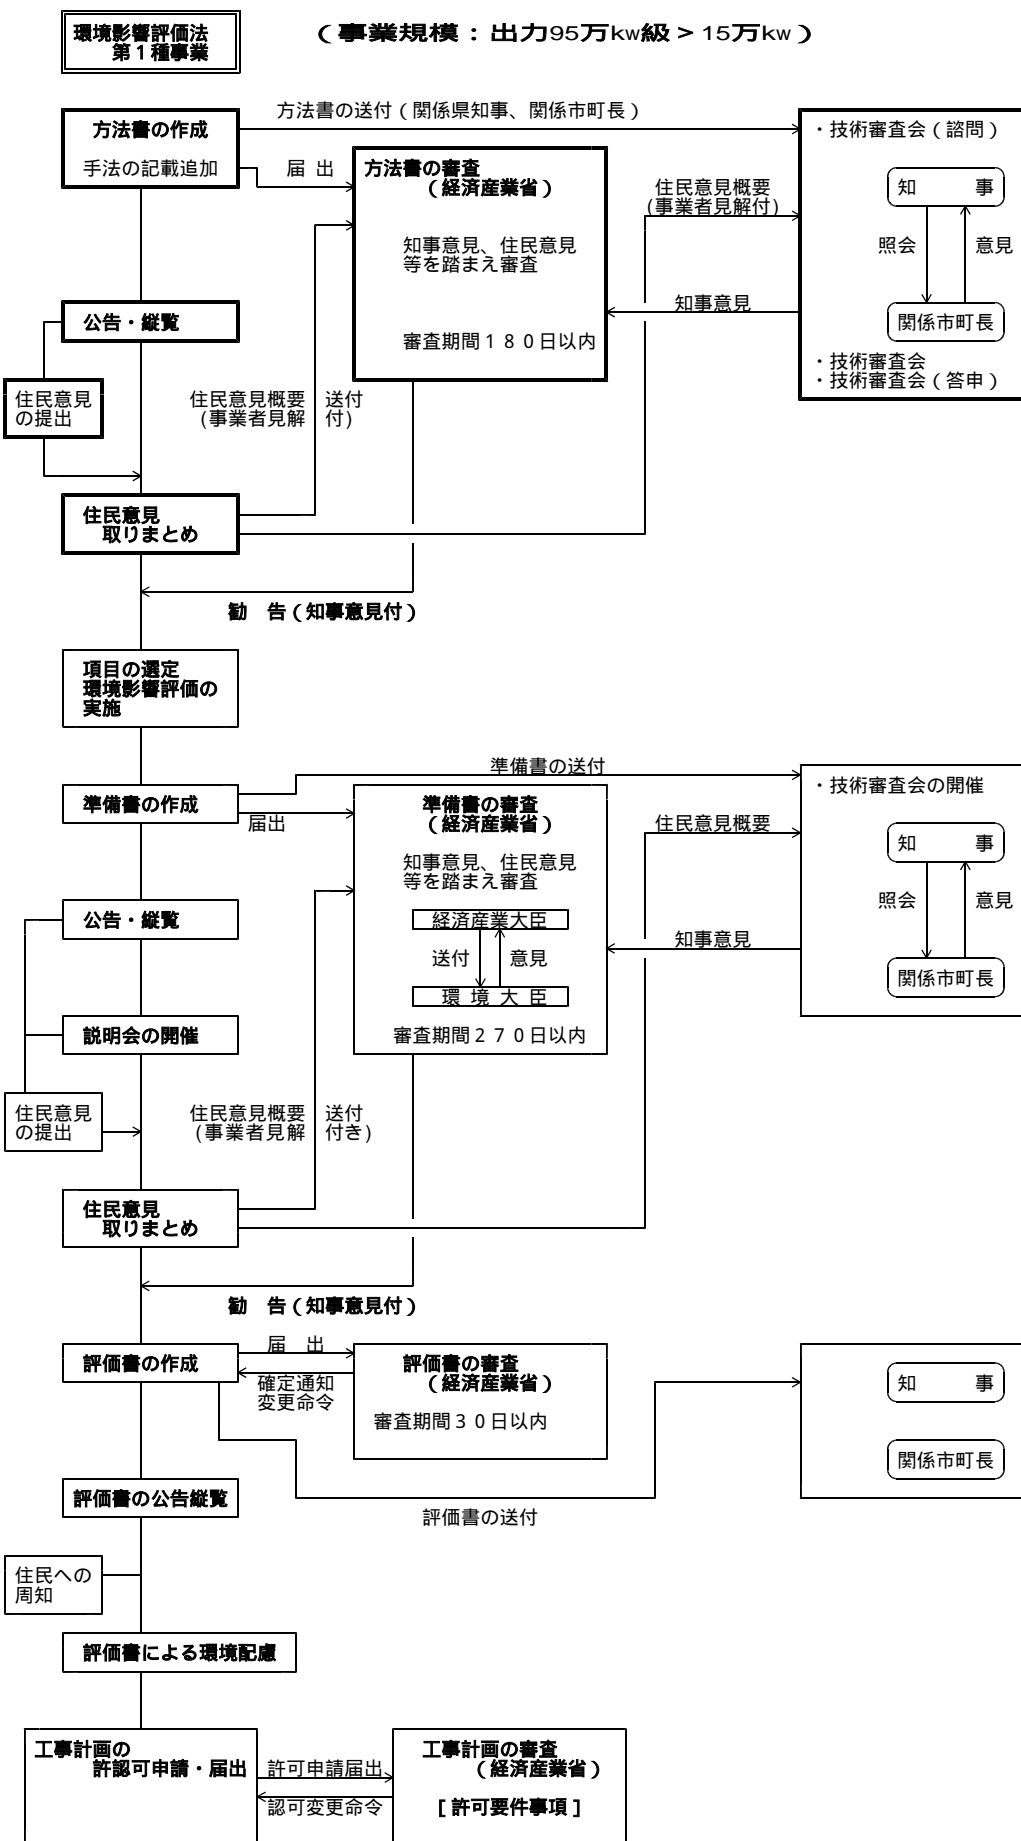 環境影響評価法
第１種事業
（事業規模：出力95万kw級＞15万kw）
方法書の送付（関係県知事、関係市町長）
方法書の作成
手法の記載追加
届 出
方法書の審査
（経済産業省）
知事意見、住民意見
等を踏まえ審査
審査期間１８０日以内
住民意見概要
(事業者見解付)
知事意見
・技術審査会（諮問）
知　　　事
照会
意見
関係市町長
・技術審査会
・技術審査会（答申）
公告・縦覧
住民意見
の提出
住民意見概要 送付
(事業者見解 付)
住民意見
取りまとめ
勧　告（知事意見付）
項目の選定
環境影響評価の
実施
準備書の送付
準備書の作成
届出
準備書の審査
（経済産業省）
知事意見、住民意見
等を踏まえ審査
経済産業大臣
送付
意見
環 境 大 臣
審査期間２７０日以内
住民意見概要
知事意見
・技術審査会の開催
知　　　事
照会
意見
関係市町長
公告・縦覧
説明会の開催
住民意見
の提出
住民意見概要 送付
(事業者見解 付き)
住民意見
取りまとめ
勧　告（知事意見付）
評価書の作成
届　出
確定通知
変更命令
評価書の審査
（経済産業省）
審査期間３０日以内
知　　　事
関係市町長
評価書の公告縦覧
評価書の送付
住民への
周知
評価書による環境配慮
工事計画の
許認可申請・届出
許可申請届出
認可変更命令
工事計画の審査
（経済産業省）
[ 許可要件事項 ]